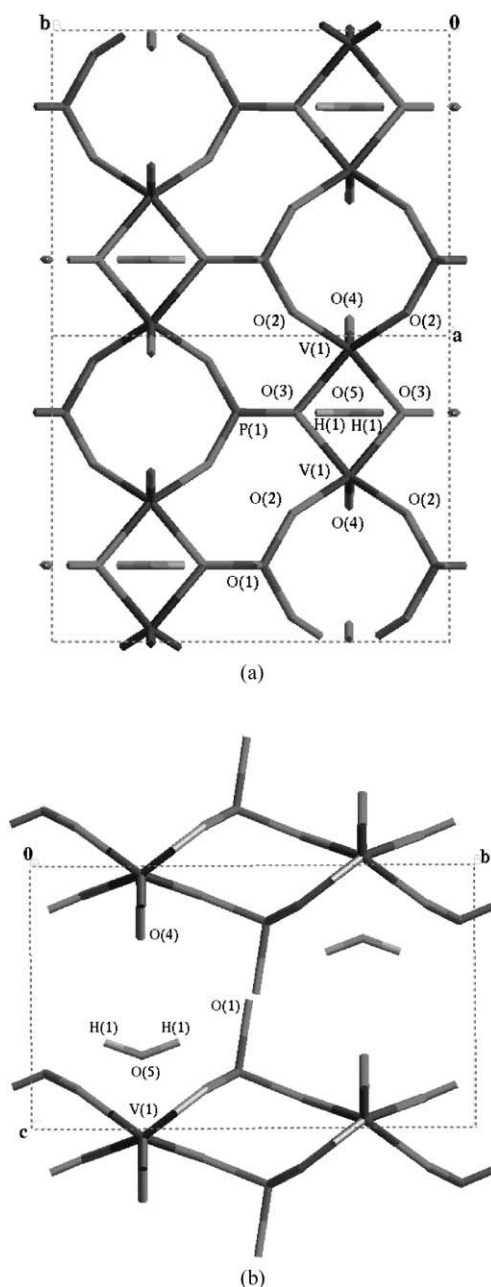 b 0
O(4)
O(2) O(2)
V(1) a
O(3) O(5) O(3)
P(1) H(1) H(1)
V(1)
O(2) O(2)
O(4)
O(1)
(a)
0 b
O(4)
O(1)
H(1) H(1)
O(5)
V(1)
c
(b)